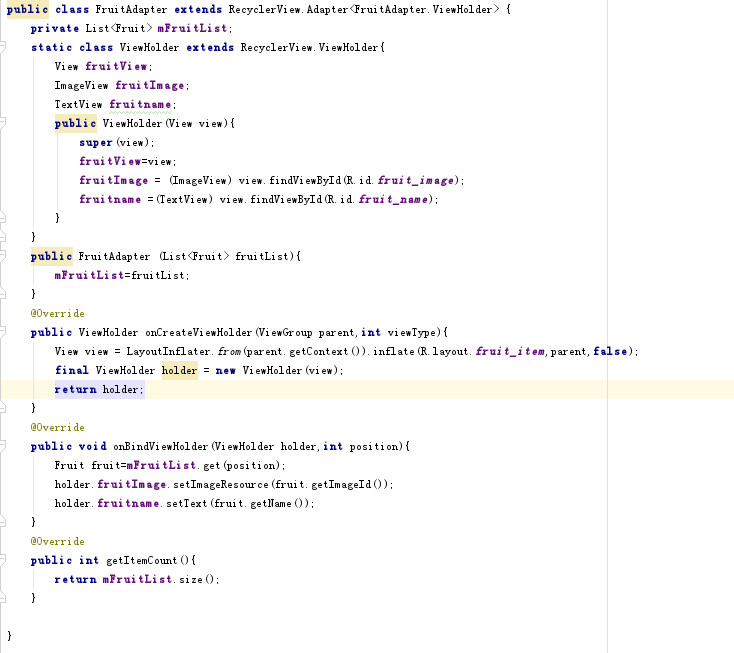 public class FruitAdapter extends RecyclerView.Adapter<FruitAdapter.ViewHolder> {
    private List<Fruit> mFruitList;
    static class ViewHolder extends RecyclerView.ViewHolder{
        View fruitView;
        ImageView fruitImage;
        TextView fruitname;
        public ViewHolder(View view){
            super(view);
            fruitView=view;
            fruitImage = (ImageView) view.findViewById(R.id.fruit_image);
            fruitname =(TextView) view.findViewById(R.id.fruit_name);
        }
    }
    public FruitAdapter (List<Fruit> fruitList){
        mFruitList=fruitList;
    }
    @Override
    public ViewHolder onCreateViewHolder(ViewGroup parent,int viewType){
        View view = LayoutInflater.from(parent.getContext()).inflate(R.layout.fruit_item,parent,false);
        final ViewHolder holder = new ViewHolder(view);
        return holder;
    }
    @Override
    public void onBindViewHolder(ViewHolder holder,int position){
        Fruit fruit=mFruitList.get(position);
        holder.fruitImage.setImageResource(fruit.getImageId());
        holder.fruitname.setText(fruit.getName());
    }
    @Override
    public int getItemCount(){
        return mFruitList.size();
    }
}